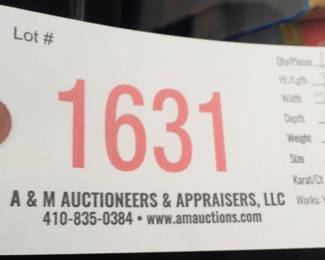 Lot #
1631
A & M AUCTIONEERS & APPRAISERS, LLC
410-835-0384 • www.amauctions.com
Qty/Pieces
Ht./Lgth
Width
Depth
Weight
Size
Karat/Ct
Works: